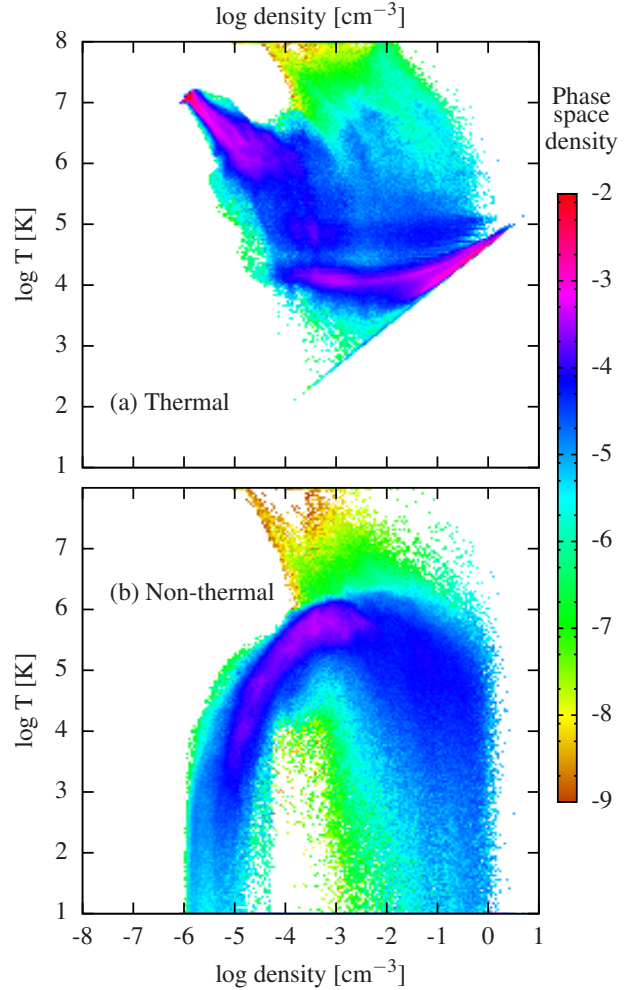 log density [cm⁻³]
8
7
6
5
4
3
2
1
log T [K]
(a) Thermal
Phase
space
density
-2
-3
-4
-5
-6
-7
-8
-9
7
6
5
4
3
2
1
log T [K]
(b) Non-thermal
-8 -7 -6 -5 -4 -3 -2 -1 0 1
log density [cm⁻³]